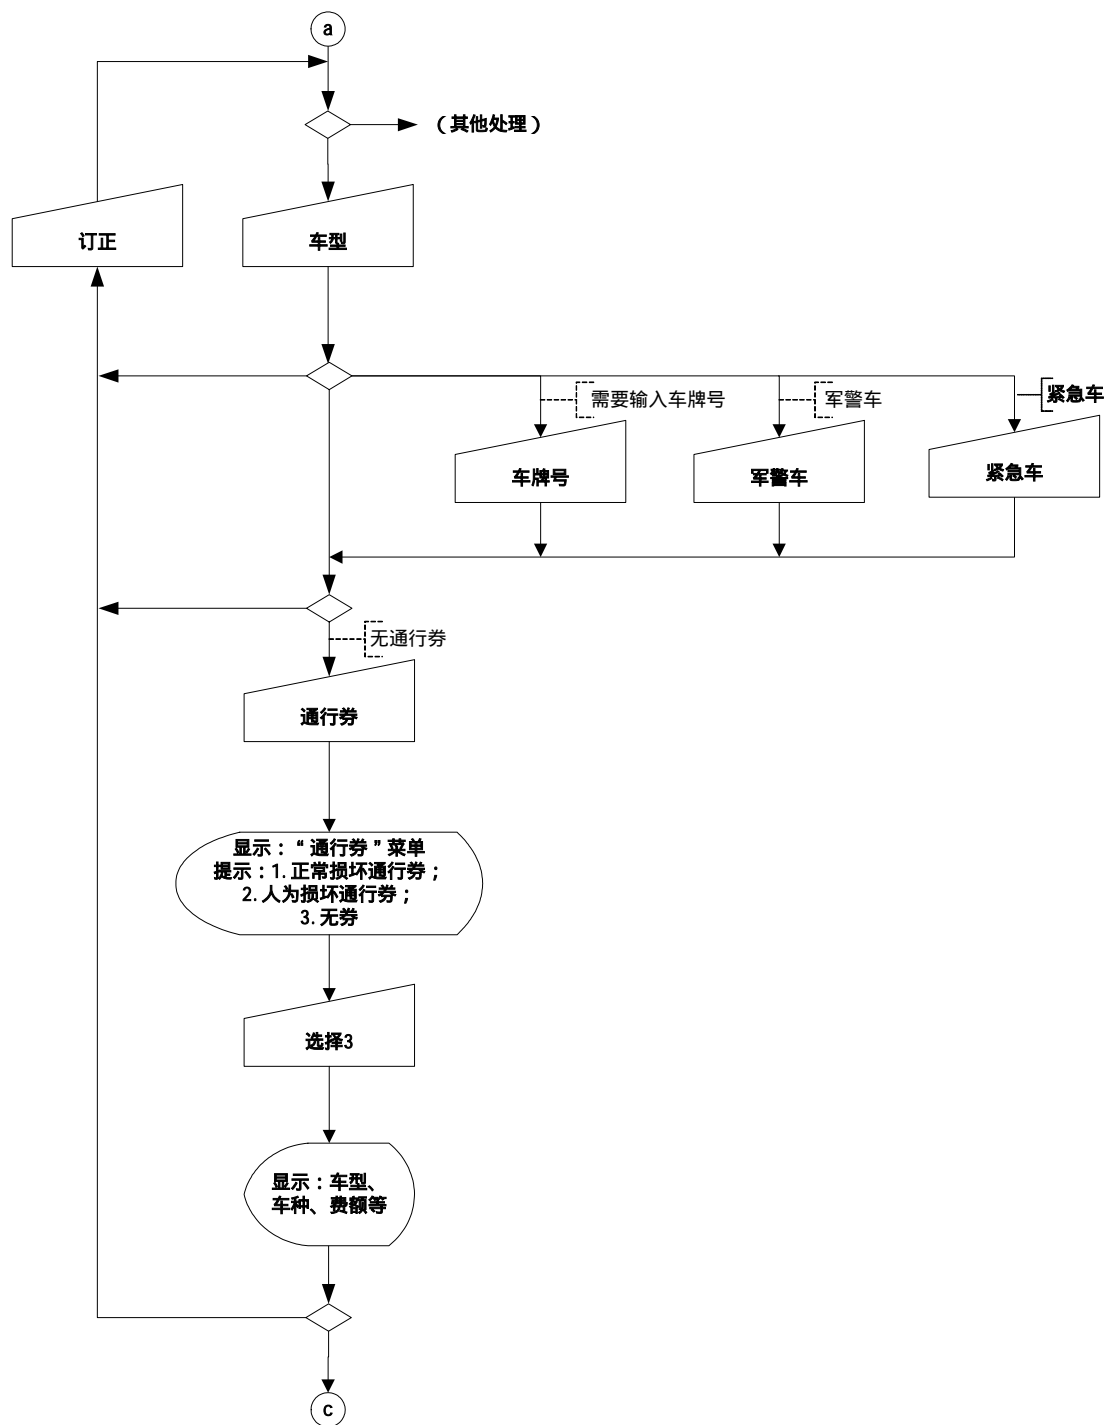 a
（其他处理）
订正
车型
需要输入车牌号
军警车
紧急车
车牌号
军警车
紧急车
无通行券
通行券
显示：“通行券”菜单
提示：1.正常损坏通行券；
2.人为损坏通行券；
3.无券
选择3
显示：车型、
车种、费额等
c